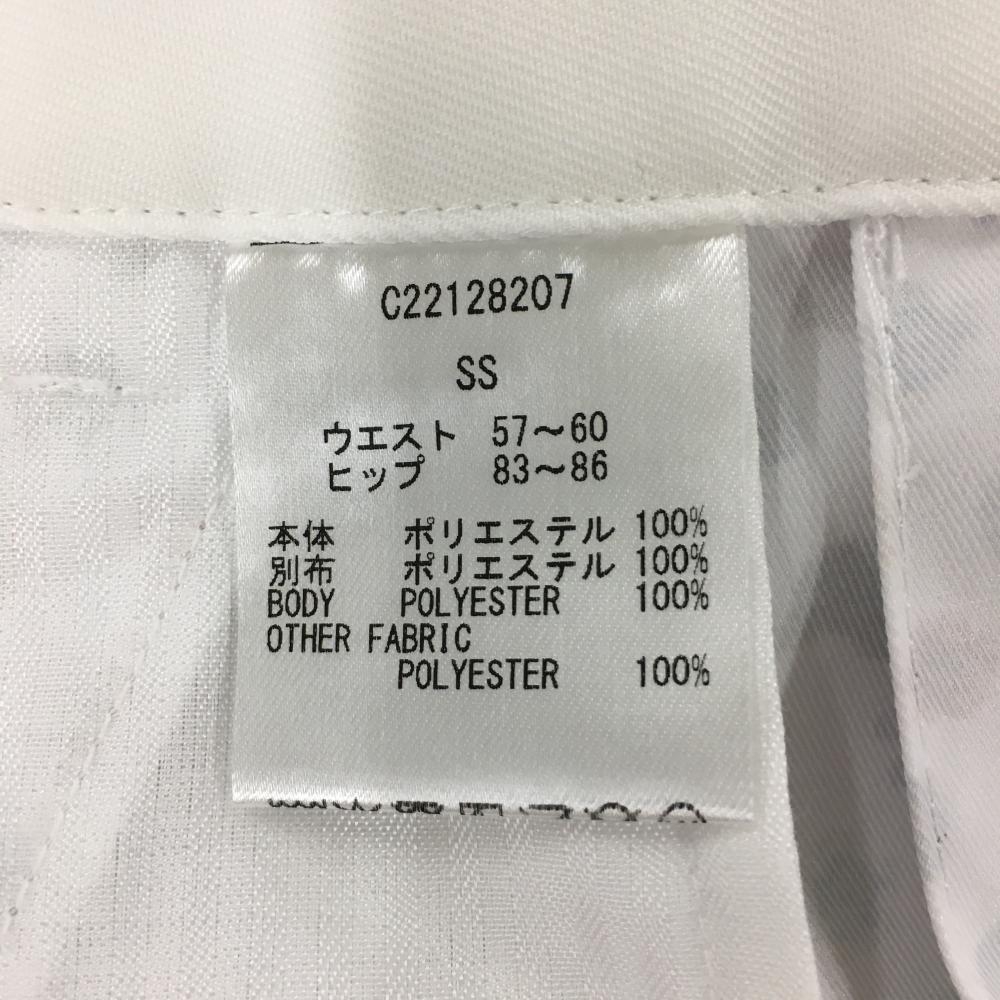 C22128207
SS
ウエスト 57～60
ヒップ 83～86
本体 ポリエステル 100%
別布 ポリエステル 100%
BODY POLYESTER 100%
OTHER FABRIC
POLYESTER 100%